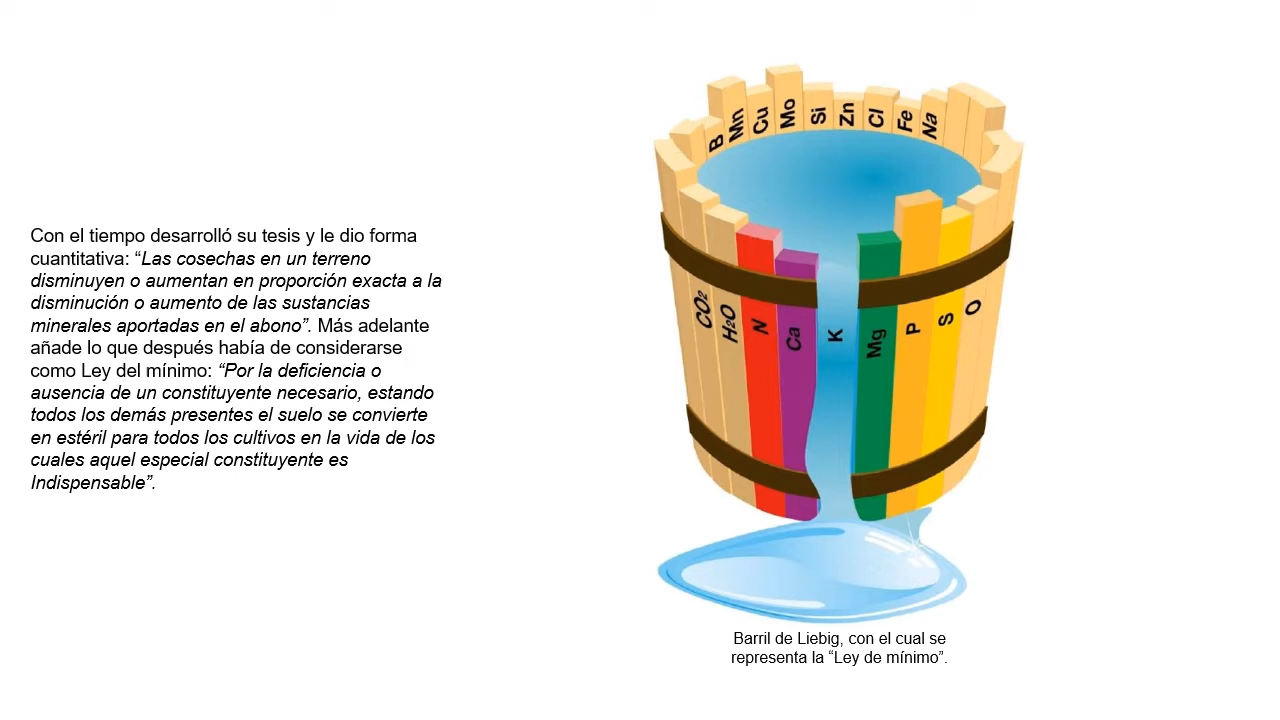 Con el tiempo desarrolló su tesis y le dio forma
cuantitativa: “Las cosechas en un terreno
disminuyen o aumentan en proporción exacta a la
disminución o aumento de las sustancias
minerales aportadas en el abono”. Más adelante
añade lo que después había de considerarse
como Ley del mínimo: “Por la deficiencia o
ausencia de un constituyente necesario, estando
todos los demás presentes el suelo se convierte
en estéril para todos los cultivos en la vida de los
cuales aquel especial constituyente es
Indispensable”.
B
Mn
Cu
Mo
Si
Zn
Cl
Fe
Na
CO2
H2O
N
Ca
K
Mg
P
S
O
Barril de Liebig, con el cual se
representa la “Ley de mínimo”.